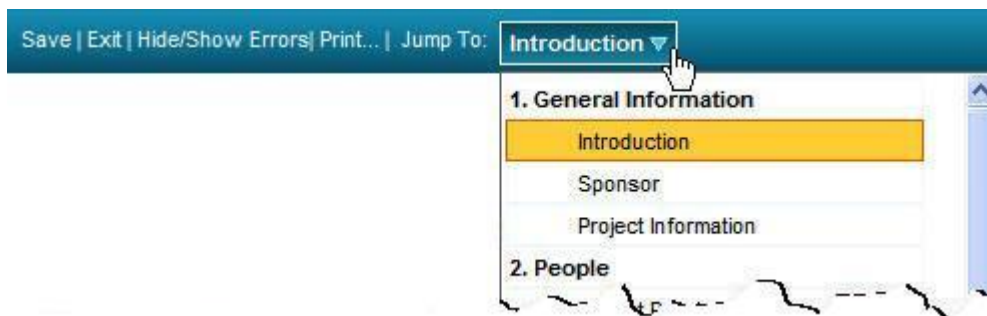 Save | Exit | Hide/Show Errors| Print... | Jump To: Introduction
1. General Information
Introduction
Sponsor
Project Information
2. People